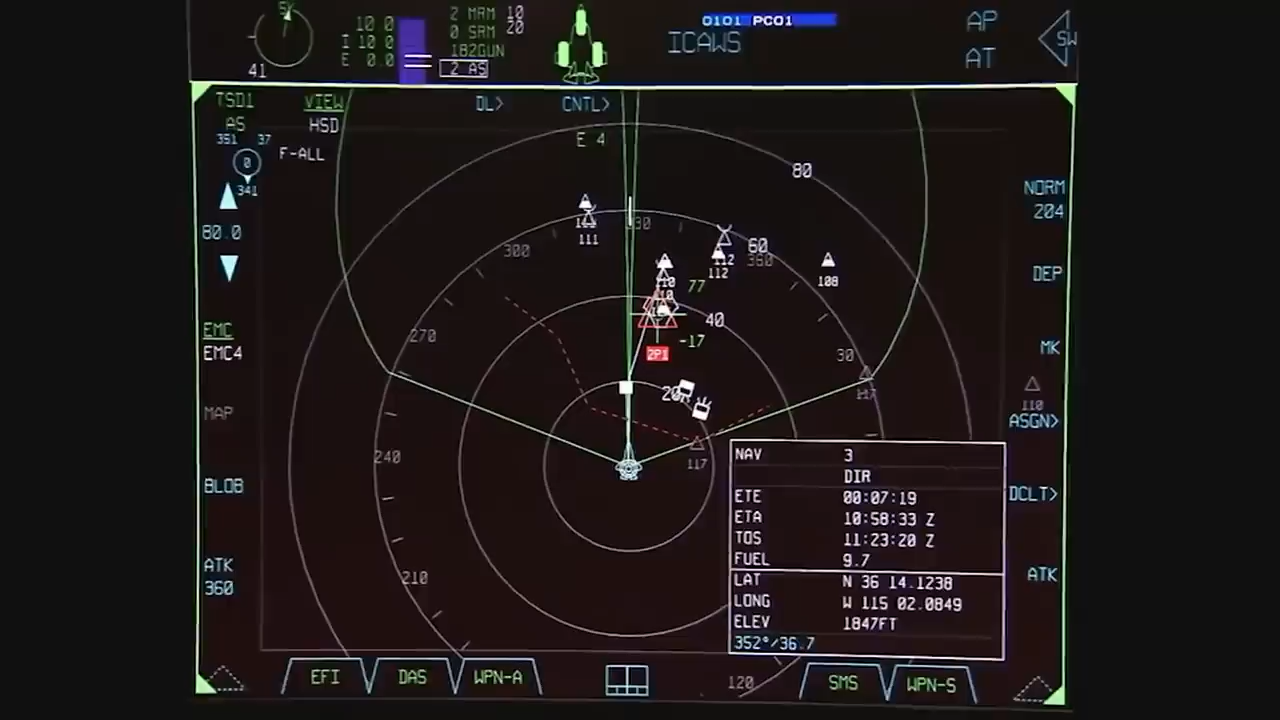 5K
41
10 0
I 10 0
E 0.0
2 MRM 10
0 SRM 20
182GUN
2 AS
0101 PC01
ICAWS
AP
AT
SW
TSD1
VIEW
DL>
CNTL>
AS
HSD
351 37
F-ALL
0
341
E 4
80
NORM
204
80.0
111
300
330
60
360
112
112
108
DEP
110
77
40
-17
EMC
EMC4
270
30
MK
2P1
20
117
110
ASGN>
MAP
240
117
BLOB
DCLT>
NAV 3
DIR
ETE 00:07:19
ETA 10:58:33 Z
TOS 11:23:20 Z
FUEL 9.7
LAT N 36 14.1238
LONG W 115 02.0849
ELEV 1847FT
352°/36.7
ATK
360
210
ATK
EFI
DAS
WPN-A
120
SMS
WPN-S